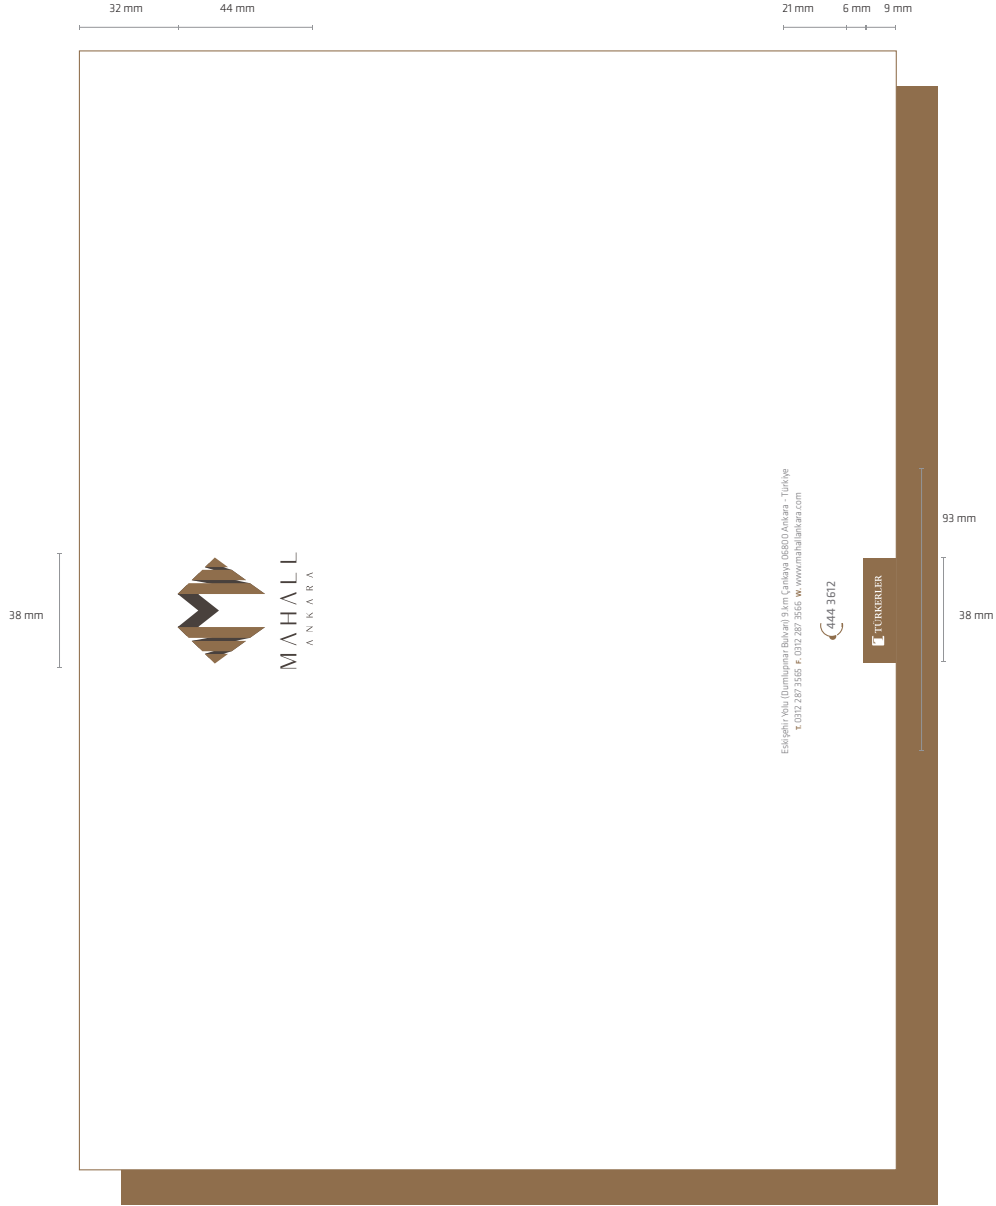 32 mm
44 mm
21 mm
6 mm
9 mm
MAHALL
ANKARA
38 mm
Eskişehir Yolu (Dumlupınar Bulvarı) 9.km Çankaya 06800 Ankara - Türkiye
T. 0312 287 3565 F. 0312 287 3566 W. www.mahallankara.com
444 3612
TÜRKERLER
93 mm
38 mm